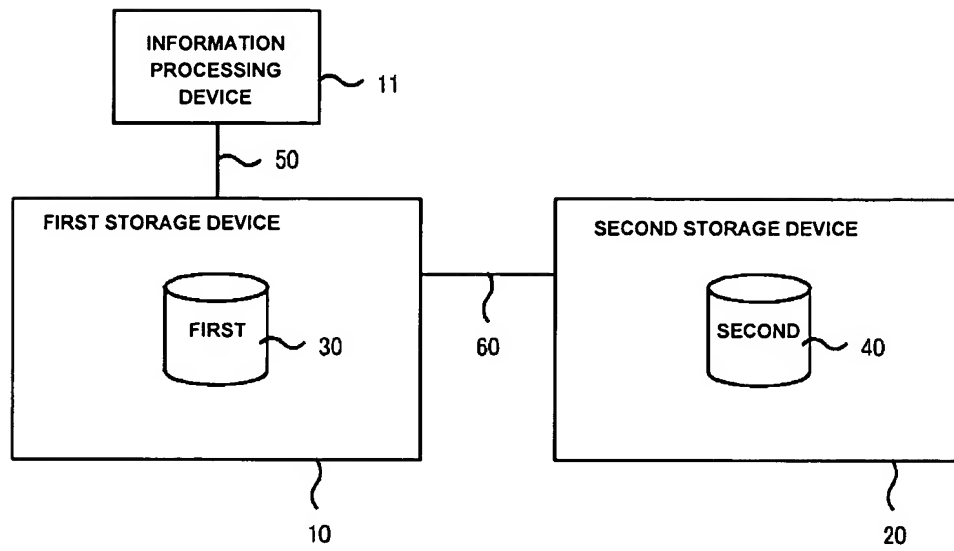 INFORMATION
PROCESSING
DEVICE
11
50
FIRST STORAGE DEVICE
SECOND STORAGE DEVICE
FIRST
30
60
SECOND
40
10
20